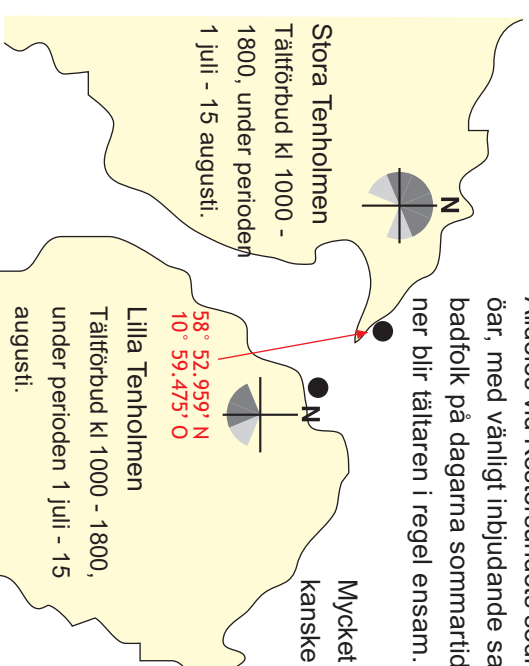 öar, med vänligt inbjudande
badfolk på dagarna sommartid
ner blir tältaren i regel ensam.
Mycket
kanske
Stora Tenholmen
Tältförbud kl 1000 -
1800, under perioden
1 juli - 15 augusti.
N
58° 52.959’ N
10° 59.475’ O
N
Lilla Tenholmen
Tältförbud kl 1000 - 1800,
under perioden 1 juli - 15
augusti.